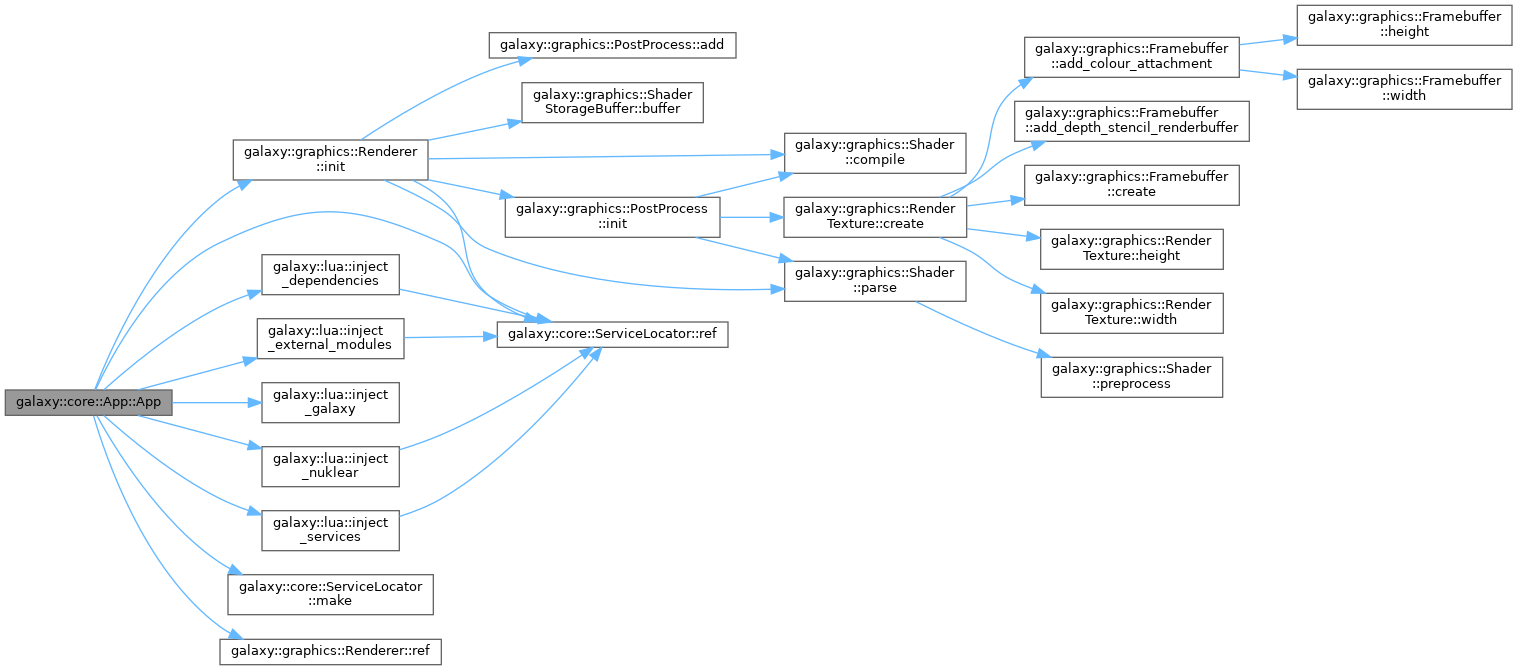 galaxy::core::App::App
galaxy::graphics::Renderer
::init
galaxy::lua::inject
_dependencies
galaxy::lua::inject
_external_modules
galaxy::lua::inject
_galaxy
galaxy::lua::inject
_nuklear
galaxy::lua::inject
_services
galaxy::core::ServiceLocator
::make
galaxy::graphics::Renderer::ref
galaxy::graphics::PostProcess::add
galaxy::graphics::Shader
StorageBuffer::buffer
galaxy::graphics::PostProcess
::init
galaxy::core::ServiceLocator::ref
galaxy::graphics::Shader
::compile
galaxy::graphics::Render
Texture::create
galaxy::graphics::Shader
::parse
galaxy::graphics::Framebuffer
::add_colour_attachment
galaxy::graphics::Framebuffer
::add_depth_stencil_renderbuffer
galaxy::graphics::Framebuffer
::create
galaxy::graphics::Render
Texture::height
galaxy::graphics::Render
Texture::width
galaxy::graphics::Shader
::preprocess
galaxy::graphics::Framebuffer
::height
galaxy::graphics::Framebuffer
::width